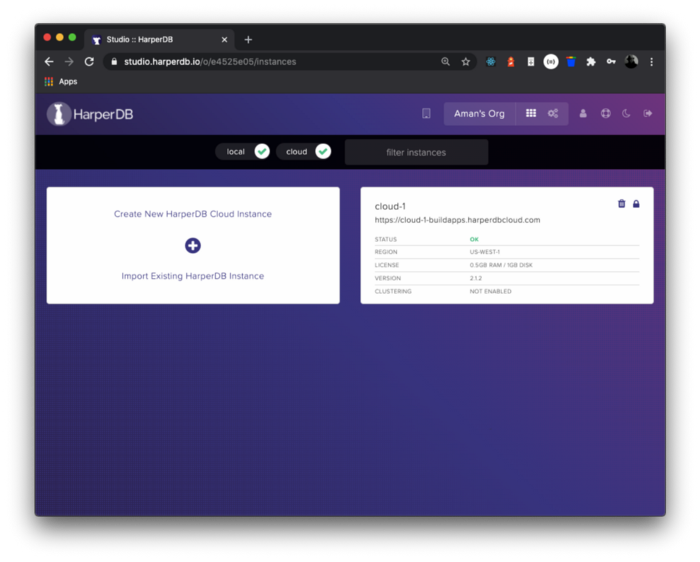 Studio :: HarperDB
studio.harperdb.io/o/e4525e05/instances
Apps
HarperDB
Aman's Org
local
cloud
filter instances
Create New HarperDB Cloud Instance
Import Existing HarperDB Instance
cloud-1
https://cloud-1-buildapps.harperdbcloud.com
STATUS OK
REGION US-WEST-1
LICENSE 0.5GB RAM / 1GB DISK
VERSION 2.1.2
CLUSTERING NOT ENABLED